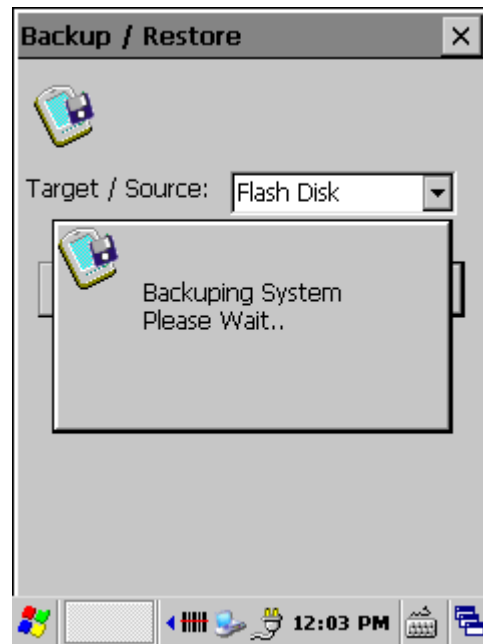 Backup / Restore
Target / Source: Flash Disk
Backuping System
Please Wait..
12:03 PM